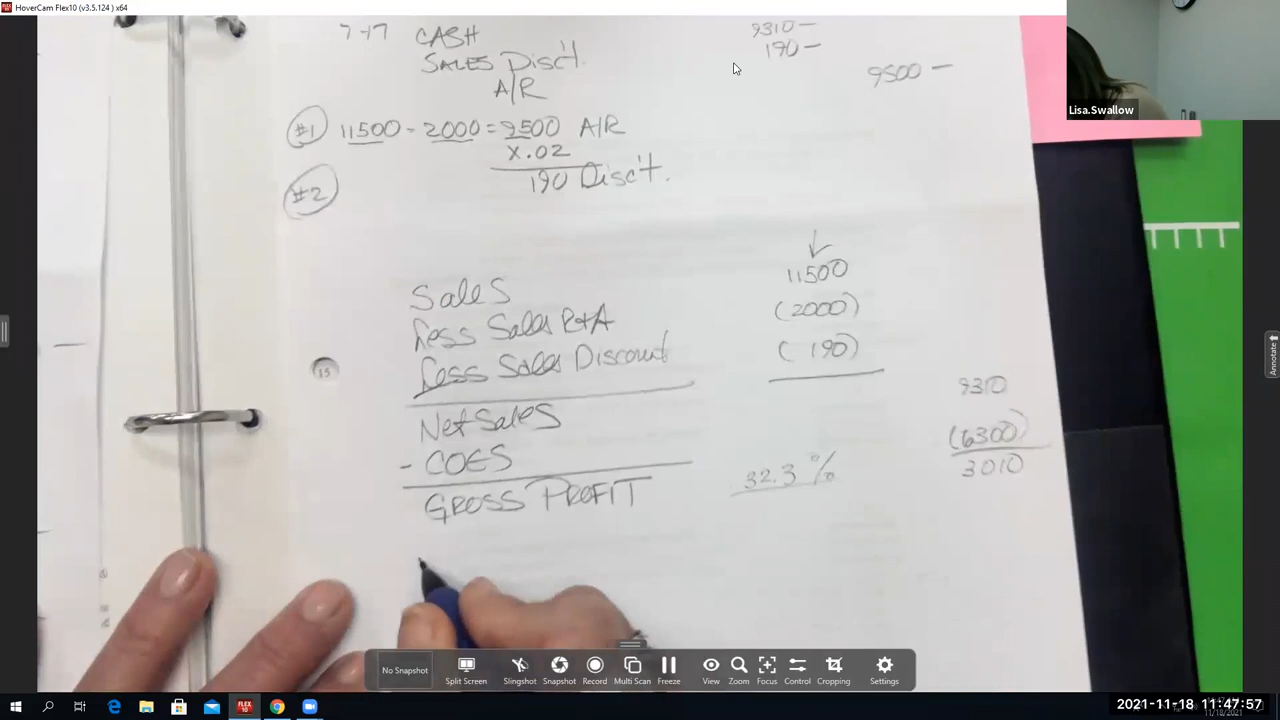 HoverCam Flex10 (v3.5.124 ) x64
7-17 CASH 9310 —
SALES Disc't. 190 —
A/R 9500 —
#1 11500 - 2000 = 9500 A/R
X .02
190 Disc't.
#2
Sales 11500
Less Sales R+A (2000)
Less Sales Discount ( 190)
Net Sales 9310
- COGS (6300)
GROSS PROFIT 32.3 % 3010
15
Lisa.Swallow
Annotate
No Snapshot
Split Screen
Slingshot
Snapshot
Record
Multi Scan
Freeze
View
Zoom
Focus
Control
Cropping
Settings
2021-11-18 11:47:57